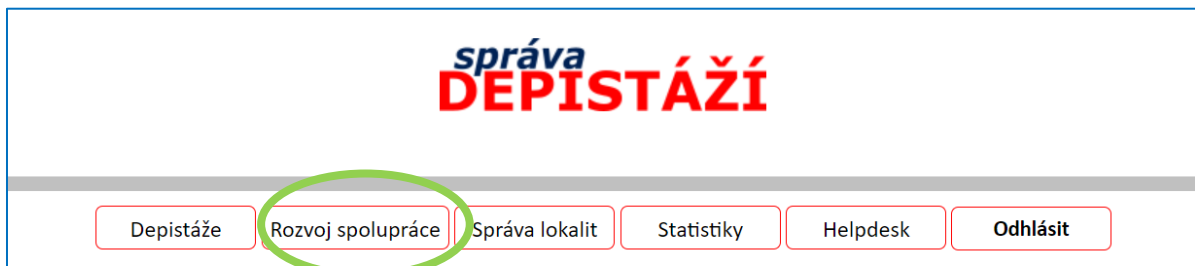 správa
DEPISTÁŽÍ
Depistáže Rozvoj spolupráce Správa lokalit Statistiky Helpdesk Odhlásit